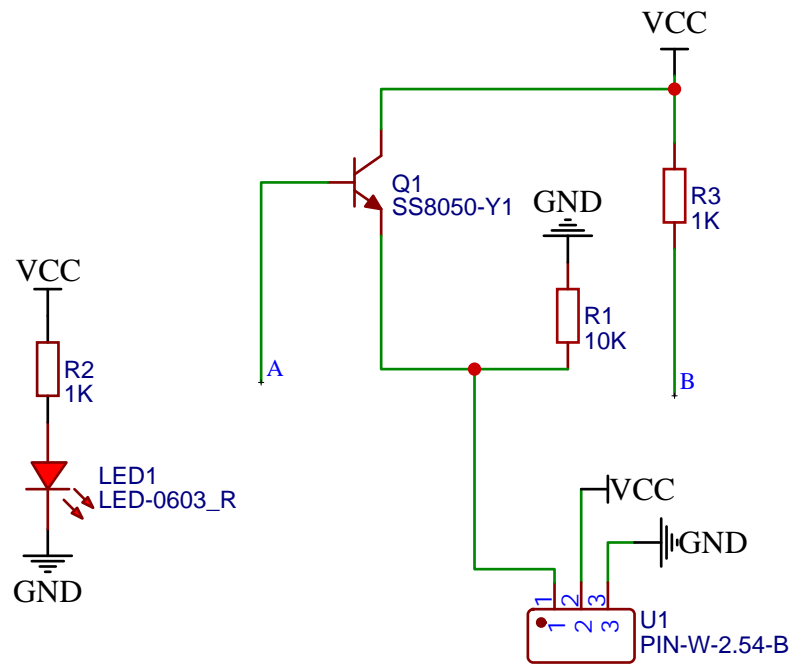 VCC
Q1
SS8050-Y1
GND
R3
1K
VCC
R1
10K
R2
1K
A
B
LED1
LED-0603_R
VCC
GND
GND
1
2
3
1
2
3
U1
PIN-W-2.54-B